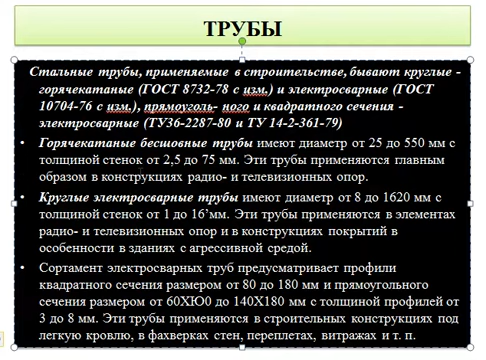 ТРУБЫ
Стальные трубы, применяемые в строительстве, бывают круглые -
горячекатаные (ГОСТ 8732-78 с изм.) и электросварные (ГОСТ
10704-76 с изм.), прямоуголь- ного и квадратного сечения -
электросварные (ТУ36-2287-80 и ТУ 14-2-361-79)
• Горячекатаные бесшовные трубы имеют диаметр от 25 до 550 мм с
толщиной стенок от 2,5 до 75 мм. Эти трубы применяются главным
образом в конструкциях радио- и телевизионных опор.
• Круглые электросварные трубы имеют диаметр от 8 до 1620 мм с
толщиной стенок от 1 до 16’мм. Эти трубы применяются в элементах
радио- и телевизионных опор и в конструкциях покрытий в
особенности в зданиях с агрессивной средой.
• Сортамент электросварных труб предусматривает профили
квадратного сечения размером от 80 до 180 мм и прямоугольного
сечения размером от 60ХЮ0 до 140X180 мм с толщиной профилей от
3 до 8 мм. Эти трубы применяются в строительных конструкциях под
легкую кровлю, в фахверках стен, переплетах, витражах и т. п.